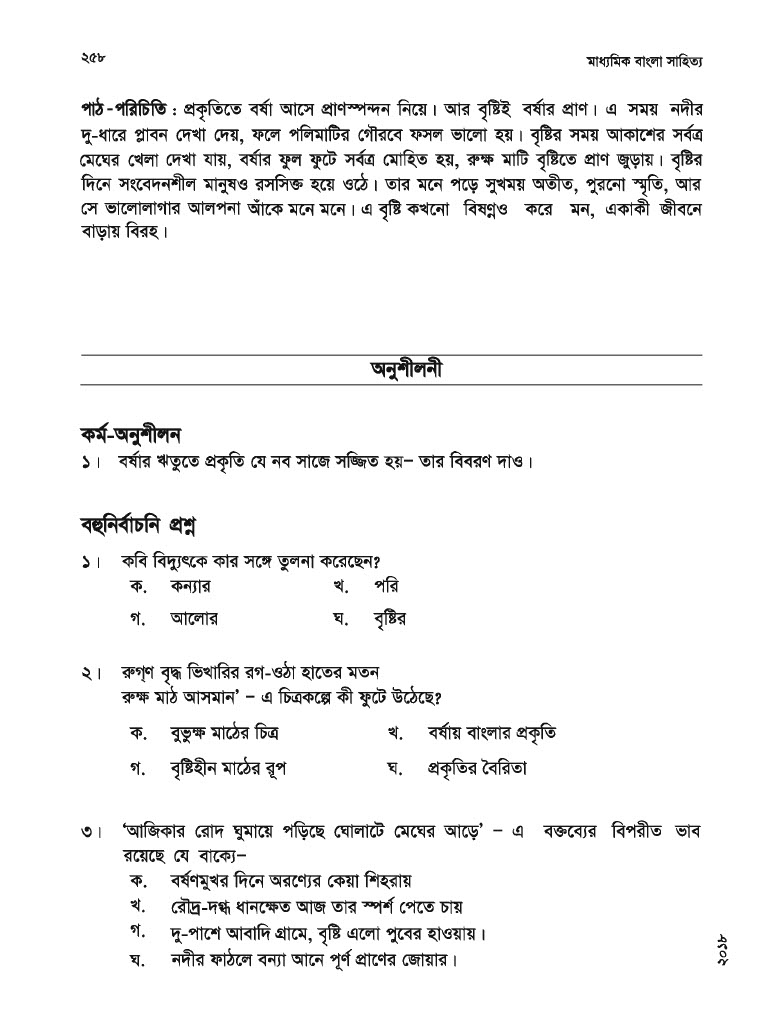 ২৫৮
মাধ্যমিক বাংলা সাহিত্য
পাঠ-পরিচিতি : প্রকৃতিতে বর্ষা আসে প্রাণস্পন্দন নিয়ে। আর বৃষ্টিই বর্ষার প্রাণ। এ সময় নদীর
দু-ধারে প্লাবন দেখা দেয়, ফলে পলিমাটির গৌরবে ফসল ভালো হয়। বৃষ্টির সময় আকাশের সর্বত্র
মেঘের খেলা দেখা যায়, বর্ষার ফুল ফুটে সর্বত্র মোহিত হয়, রুক্ষ মাটি বৃষ্টিতে প্রাণ জুড়ায়। বৃষ্টির
দিনে সংবেদনশীল মানুষও রসসিক্ত হয়ে ওঠে। তার মনে পড়ে সুখময় অতীত, পুরনো স্মৃতি, আর
সে ভালোলাগার আলপনা আঁকে মনে মনে। এ বৃষ্টি কখনো বিষণ্নও করে মন, একাকী জীবনে
বাড়ায় বিরহ।
অনুশীলনী
কর্ম-অনুশীলন
১। বর্ষার ঋতুতে প্রকৃতি যে নব সাজে সজ্জিত হয়– তার বিবরণ দাও।
বহুনির্বাচনি প্রশ্ন
১। কবি বিদ্যুৎকে কার সঙ্গে তুলনা করেছেন?
ক. কন্যার খ. পরি
গ. আলোর ঘ. বৃষ্টির
২। রুগ্‌ণ বৃদ্ধ ভিখারির রগ-ওঠা হাতের মতন
রুক্ষ মাঠ আসমান’ – এ চিত্রকল্পে কী ফুটে উঠেছে?
ক. বুভুক্ষ মাঠের চিত্র খ. বর্ষায় বাংলার প্রকৃতি
গ. বৃষ্টিহীন মাঠের রূপ ঘ. প্রকৃতির বৈরিতা
৩। ‘আজিকার রোদ ঘুমায়ে পড়িছে ঘোলাটে মেঘের আড়ে’ – এ বক্তব্যের বিপরীত ভাব
রয়েছে যে বাক্যে–
ক. বর্ষণমুখর দিনে অরণ্যের কেয়া শিহরায়
খ. রৌদ্র-দগ্ধ ধানক্ষেত আজ তার স্পর্শ পেতে চায়
গ. দু-পাশে আবাদি গ্রামে, বৃষ্টি এলো পুবের হাওয়ায়।
ঘ. নদীর ফাঠলে বন্যা আনে পূর্ণ প্রাণের জোয়ার।
২০১৮